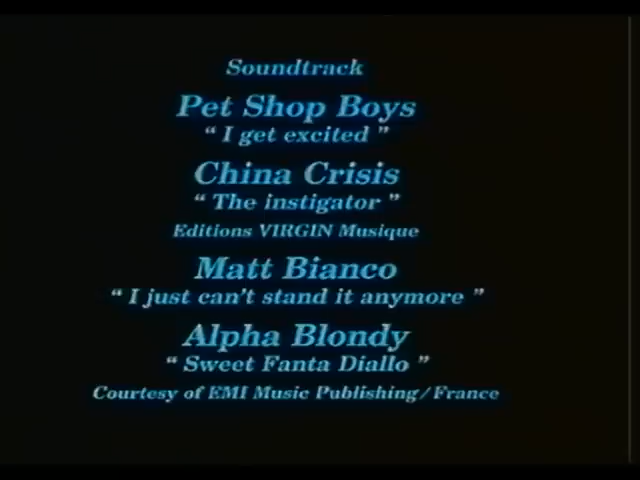 Soundtrack
Pet Shop Boys
“ I get excited ”
China Crisis
“ The instigator ”
Editions VIRGIN Musique
Matt Bianco
“ I just can't stand it anymore ”
Alpha Blondy
“ Sweet Fanta Diallo ”
Courtesy of EMI Music Publishing/France